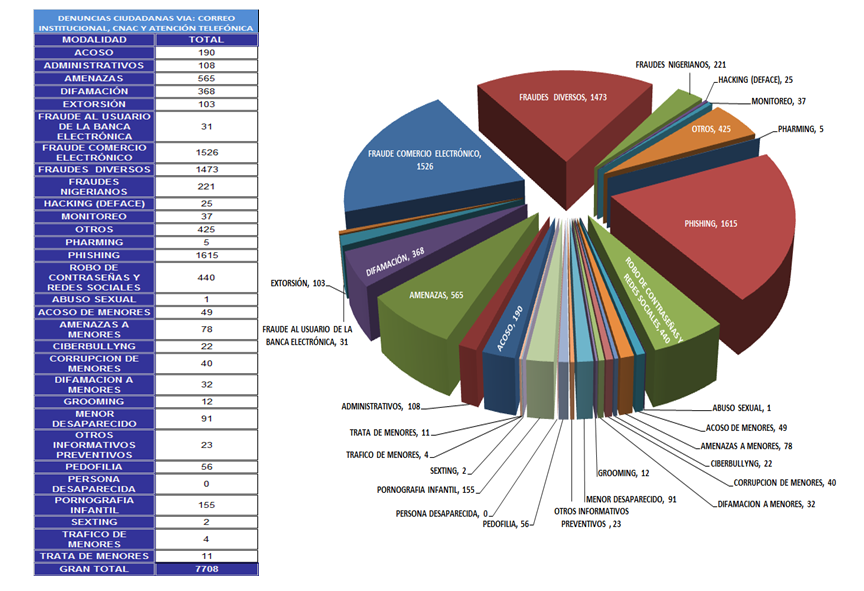 DENUNCIAS CIUDADANAS VIA: CORREO
INSTITUCIONAL, CNAC Y ATENCIÓN TELEFÓNICA
MODALIDAD TOTAL
ACOSO 190
ADMINISTRATIVOS 108
AMENAZAS 565
DIFAMACIÓN 368
EXTORSIÓN 103
FRAUDE AL USUARIO
DE LA BANCA
ELECTRÓNICA
31
FRAUDE COMERCIO
ELECTRÓNICO
1526
FRAUDES DIVERSOS 1473
FRAUDES
NIGERIANOS
221
HACKING (DEFACE) 25
MONITOREO 37
OTROS 425
PHARMING 5
PHISHING 1615
ROBO DE
CONTRASEÑAS Y
REDES SOCIALES
440
ABUSO SEXUAL 1
ACOSO DE MENORES 49
AMENAZAS A
MENORES
78
CIBERBULLYNG 22
CORRUPCION DE
MENORES
40
DIFAMACION A
MENORES
32
GROOMING 12
MENOR
DESAPARECIDO
91
OTROS
INFORMATIVOS
PREVENTIVOS
23
PEDOFILIA 56
PERSONA
DESAPARECIDA
0
PORNOGRAFIA
INFANTIL
155
SEXTING 2
TRAFICO DE
MENORES
4
TRATA DE MENORES 11
GRAN TOTAL 7708
FRAUDES NIGERIANOS, 221
HACKING (DEFACE), 25
MONITOREO, 37
OTROS, 425
PHARMING, 5
FRAUDES DIVERSOS, 1473
FRAUDE COMERCIO ELECTRÓNICO,
1526
PHISHING, 1615
DIFAMACIÓN, 368
EXTORSIÓN, 103
AMENAZAS, 565
FRAUDE AL USUARIO DE LA
BANCA ELECTRÓNICA, 31
ACOSO, 190
ROBO DE CONTRASEÑAS Y
REDES SOCIALES, 440
ADMINISTRATIVOS, 108
TRATA DE MENORES, 11
TRAFICO DE MENORES, 4
SEXTING, 2
PORNOGRAFIA INFANTIL, 155
PERSONA DESAPARECIDA, 0
PEDOFILIA, 56
OTROS INFORMATIVOS
PREVENTIVOS , 23
MENOR DESAPARECIDO, 91
GROOMING, 12
DIFAMACION A MENORES, 32
CORRUPCION DE MENORES, 40
CIBERBULLYNG, 22
AMENAZAS A MENORES, 78
ACOSO DE MENORES, 49
ABUSO SEXUAL, 1